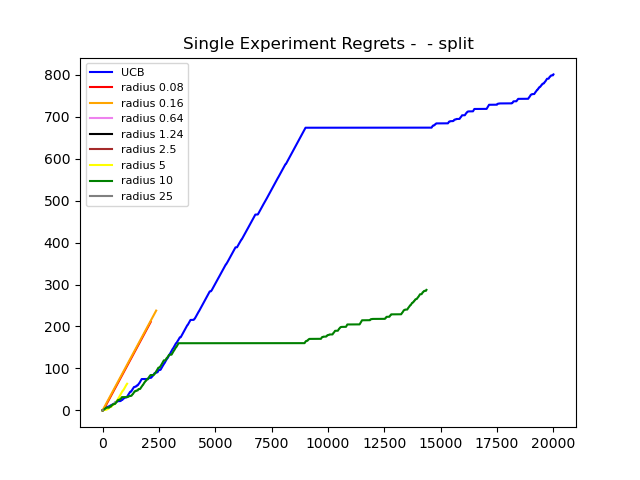 Single Experiment Regrets -  - split
800
700
600
500
400
300
200
100
0
UCB
radius 0.08
radius 0.16
radius 0.64
radius 1.24
radius 2.5
radius 5
radius 10
radius 25
0 2500 5000 7500 10000 12500 15000 17500 20000